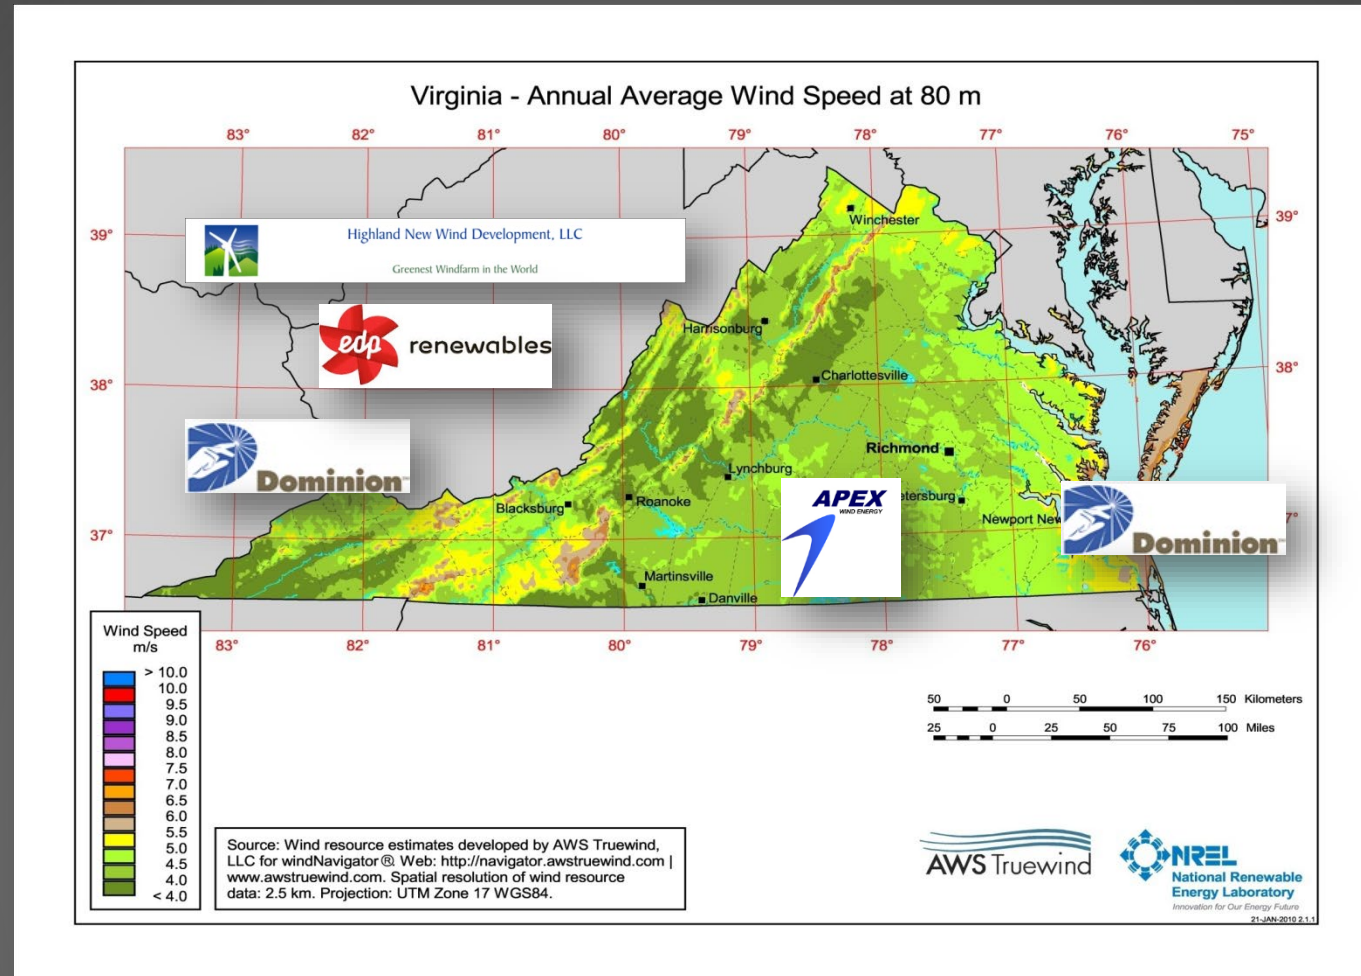 Virginia - Annual Average Wind Speed at 80 m
83° 82° 81° 80° 79° 78° 77° 76° 75°
39° 39°
38° 38°
37° 7°
Winchester
Highland New Wind Development, LLC
Greenest Windfarm in the World
Harrisonburg
edp renewables
Charlottesville
Richmond
Dominion
Lynchburg
Roanoke
Blacksburg
APEX
WIND ENERGY
etersburg
Newport New
Dominion
Martinsville
Danville
83° 82° 81° 80° 79° 78° 77° 76°
Wind Speed
m/s
> 10.0
10.0
9.5
9.0
8.5
8.0
7.5
7.0
6.5
6.0
5.5
5.0
4.5
4.0
< 4.0
50 0 50 100 150 Kilometers
25 0 25 50 75 100 Miles
Source: Wind resource estimates developed by AWS Truewind,
LLC for windNavigator ®. Web: http://navigator.awstruewind.com |
www.awstruewind.com. Spatial resolution of wind resource
data: 2.5 km. Projection: UTM Zone 17 WGS84.
AWS Truewind
NREL
National Renewable
Energy Laboratory
Innovation for Our Energy Future
21-JAN-2010 2.1.1